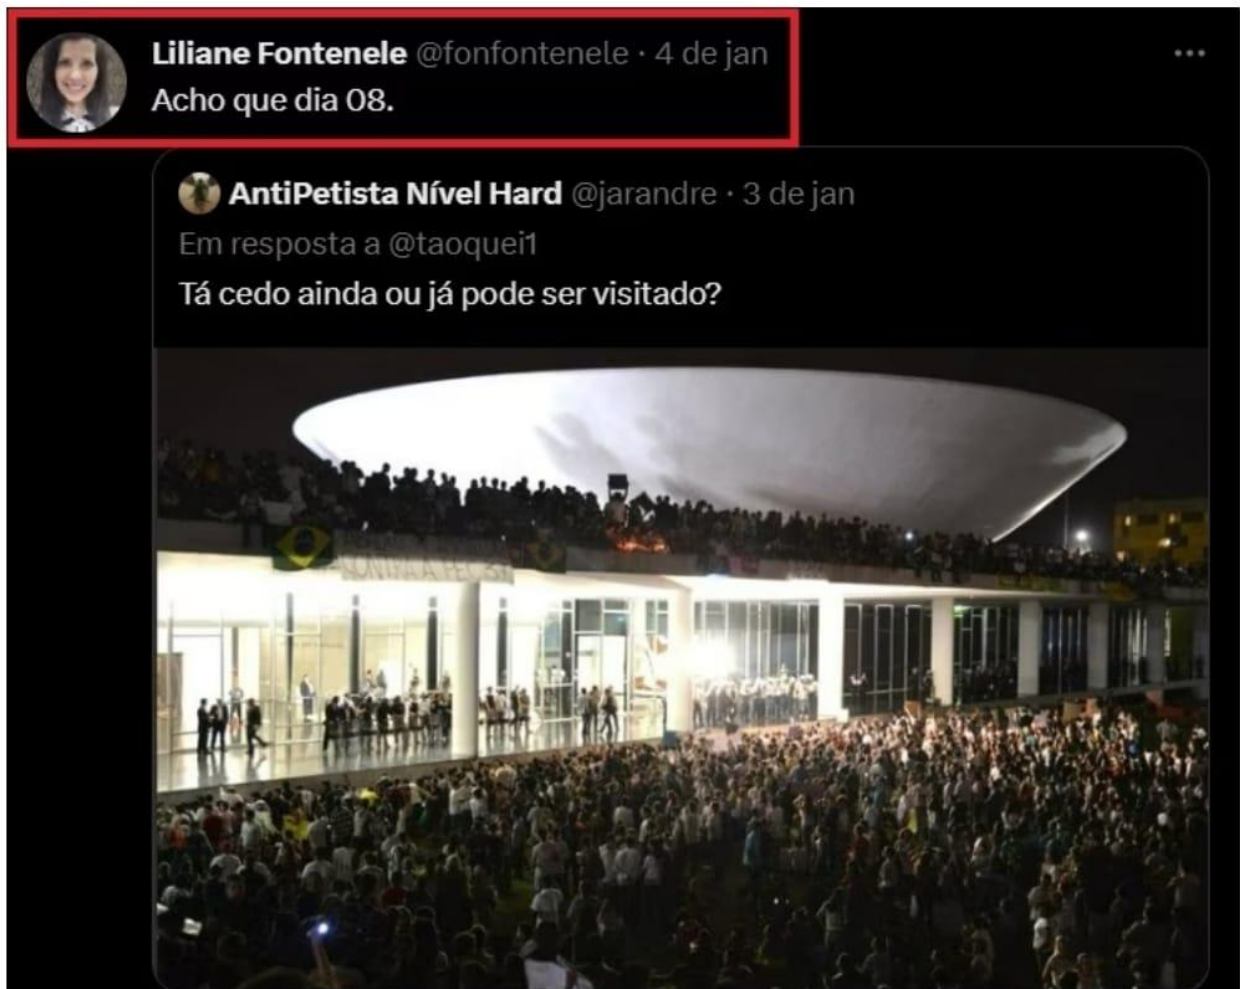 Liliane Fontenele @fonfontenele · 4 de jan
Acho que dia 08.
AntiPetista Nível Hard @jarandre · 3 de jan
Em resposta a @taoquei1
Tá cedo ainda ou já pode ser visitado?